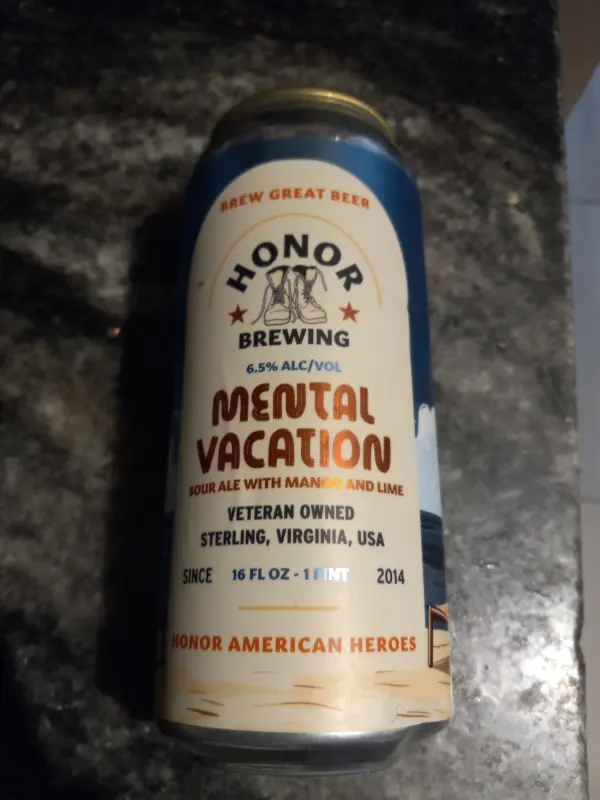 BREW GREAT BEER
HONOR
BREWING
6.5% ALC/VOL
MENTAL
VACATION
SOUR ALE WITH MANGO AND LIME
VETERAN OWNED
STERLING, VIRGINIA, USA
SINCE 16 FL OZ - 1 PINT 2014
HONOR AMERICAN HEROES